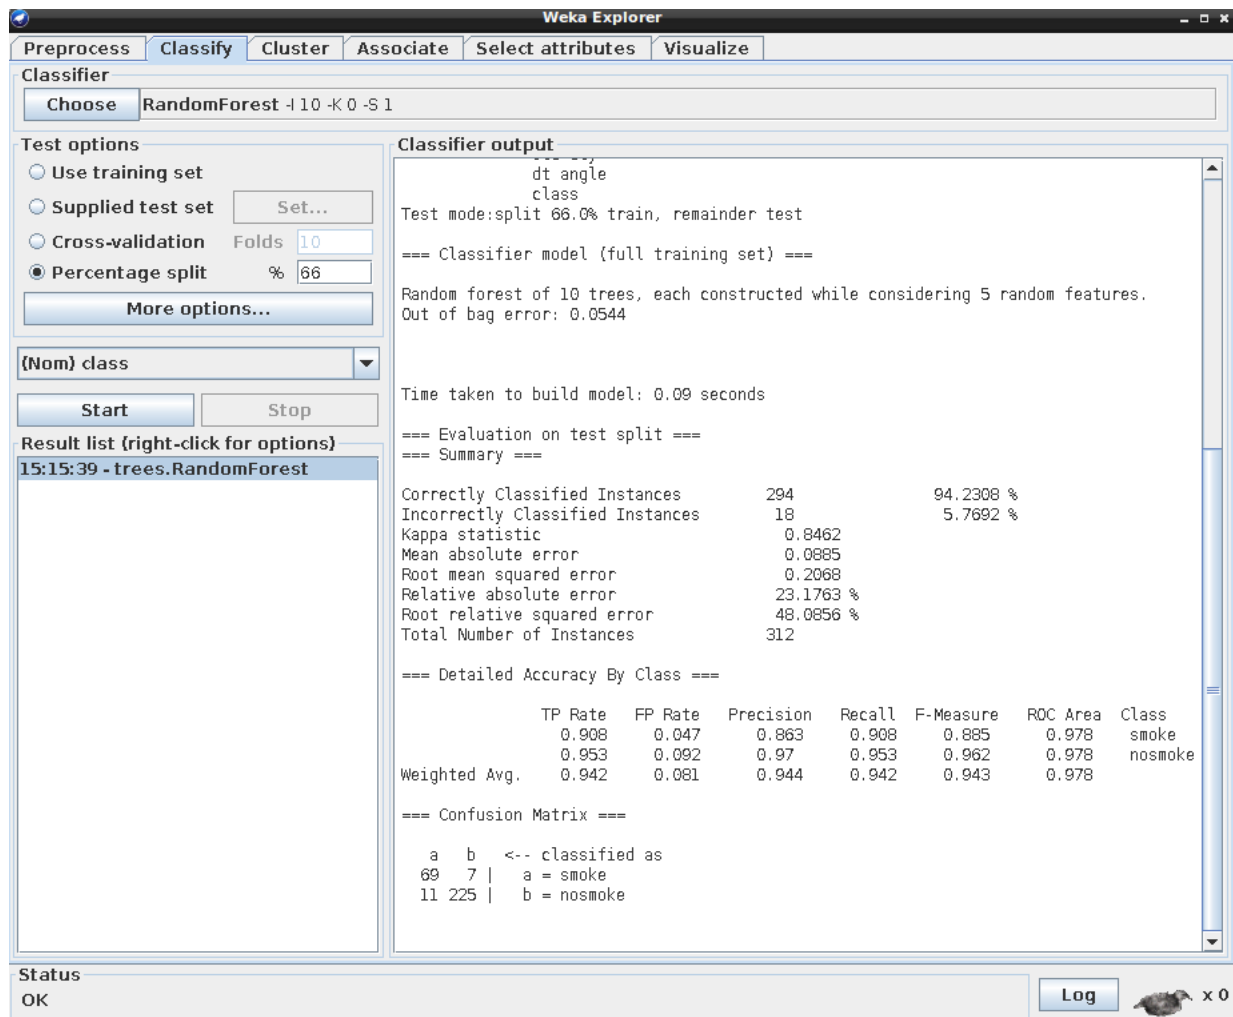 Weka Explorer
Preprocess Classify Cluster Associate Select attributes Visualize
Classifier
Choose RandomForest -I 10 -K 0 -S 1
Test options
Use training set
Supplied test set Set...
Cross-validation Folds 10
Percentage split % 66
More options...
(Nom) class
Start Stop
Result list (right-click for options)
15:15:39 - trees.RandomForest
Classifier output
dt angle
class
Test mode:split 66.0% train, remainder test
=== Classifier model (full training set) ===
Random forest of 10 trees, each constructed while considering 5 random features.
Out of bag error: 0.0544
Time taken to build model: 0.09 seconds
=== Evaluation on test split ===
=== Summary ===
Correctly Classified Instances 294 94.2308 %
Incorrectly Classified Instances 18 5.7692 %
Kappa statistic 0.8462
Mean absolute error 0.0885
Root mean squared error 0.2068
Relative absolute error 23.1763 %
Root relative squared error 48.0856 %
Total Number of Instances 312
=== Detailed Accuracy By Class ===
TP Rate FP Rate Precision Recall F-Measure ROC Area Class
0.908 0.047 0.863 0.908 0.885 0.978 smoke
0.953 0.092 0.97 0.953 0.962 0.978 nosmoke
Weighted Avg. 0.942 0.081 0.944 0.942 0.943 0.978
=== Confusion Matrix ===
a b <-- classified as
69 7 | a = smoke
11 225 | b = nosmoke
Status
OK
Log x 0